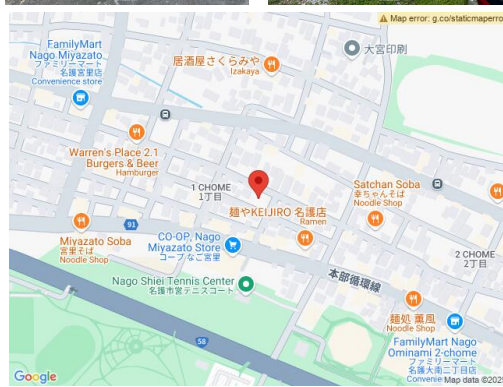 Map error: g.co/staticmaperro
FamilyMart
Nago Miyazato
ファミリーマート
名護宮里店
Convenience store
居酒屋さくらみや
Izakaya
大宮印刷
Warren's Place 2.1
Burgers & Beer
Hamburger
1 CHOME
1丁目
麺やKEIJIRO 名護店
Ramen
Satchan Soba
幸ちゃんそば
Noodle Shop
91
Miyazato Soba
宮里そば
Noodle Shop
CO-OP, Nago
Miyazato Store
コープ なご宮里
2 CHOME
2丁目
本部循環線
Nago Shiei Tennis Center
名護市営テニスコート
58
麺処 薫風
Noodle Shop
FamilyMart Nago
Ominami 2-chome
ファミリーマート
名護大南二丁目店
Convenie
Google
Map data ©202